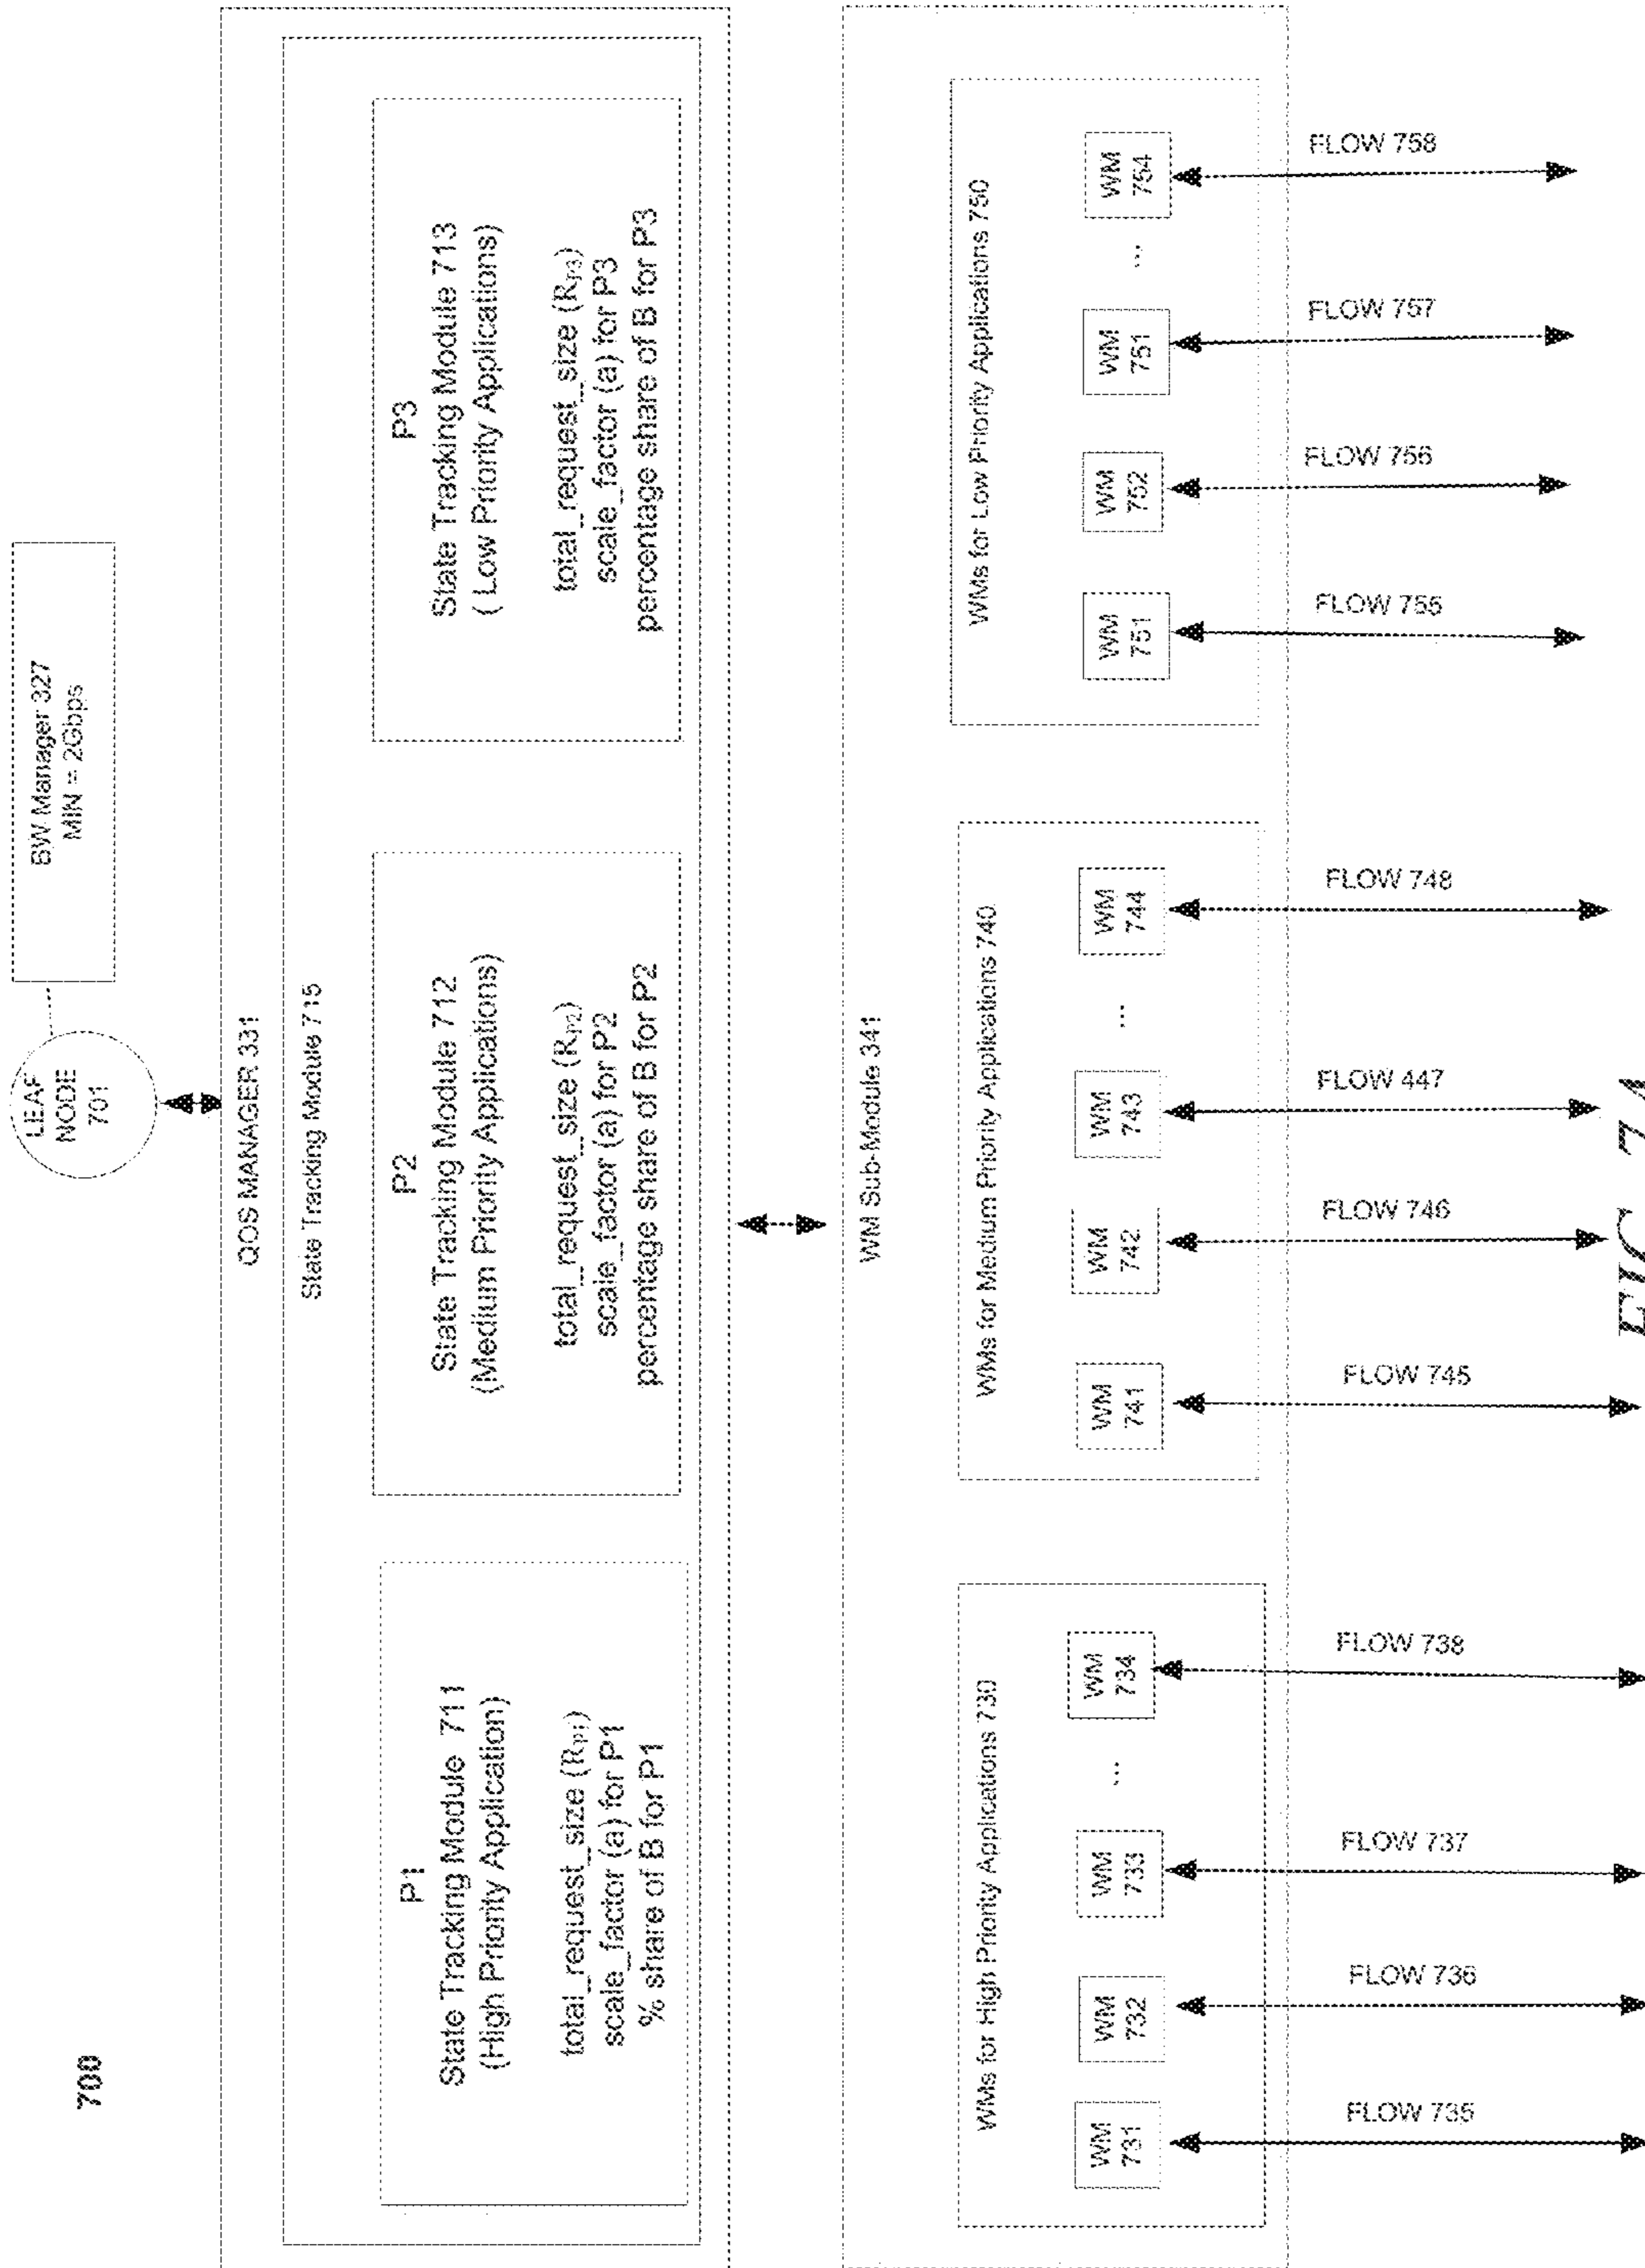 700
LEAF
NODE
701
BW Manager 327
MIN = 2Gbps
QOS MANAGER 331
State Tracking Module 715
P1
State Tracking Module 711
(High Priority Application)
total_request_size (RP1)
scale_factor (a) for P1
% share of B for P1
P2
State Tracking Module 712
(Medium Priority Applications)
total_request_size (RP2)
scale_factor (a) for P2
percentage share of B for P2
P3
State Tracking Module 713
( Low Priority Applications)
total_request_size (RP3)
scale_factor (a) for P3
percentage share of B for P3
WM Sub-Module 341
WMs for High Priority Applications 730
WM
731
WM
732
WM
733
...
WM
734
WMs for Medium Priority Applications 740
WM
741
WM
742
WM
743
...
WM
744
WMs for Low Priority Applications 750
WM
751
WM
752
WM
751
...
WM
754
FLOW 735
FLOW 736
FLOW 737
FLOW 738
FLOW 745
FLOW 746
FLOW 447
FLOW 748
FLOW 755
FLOW 756
FLOW 757
FLOW 758
FIG. 7A